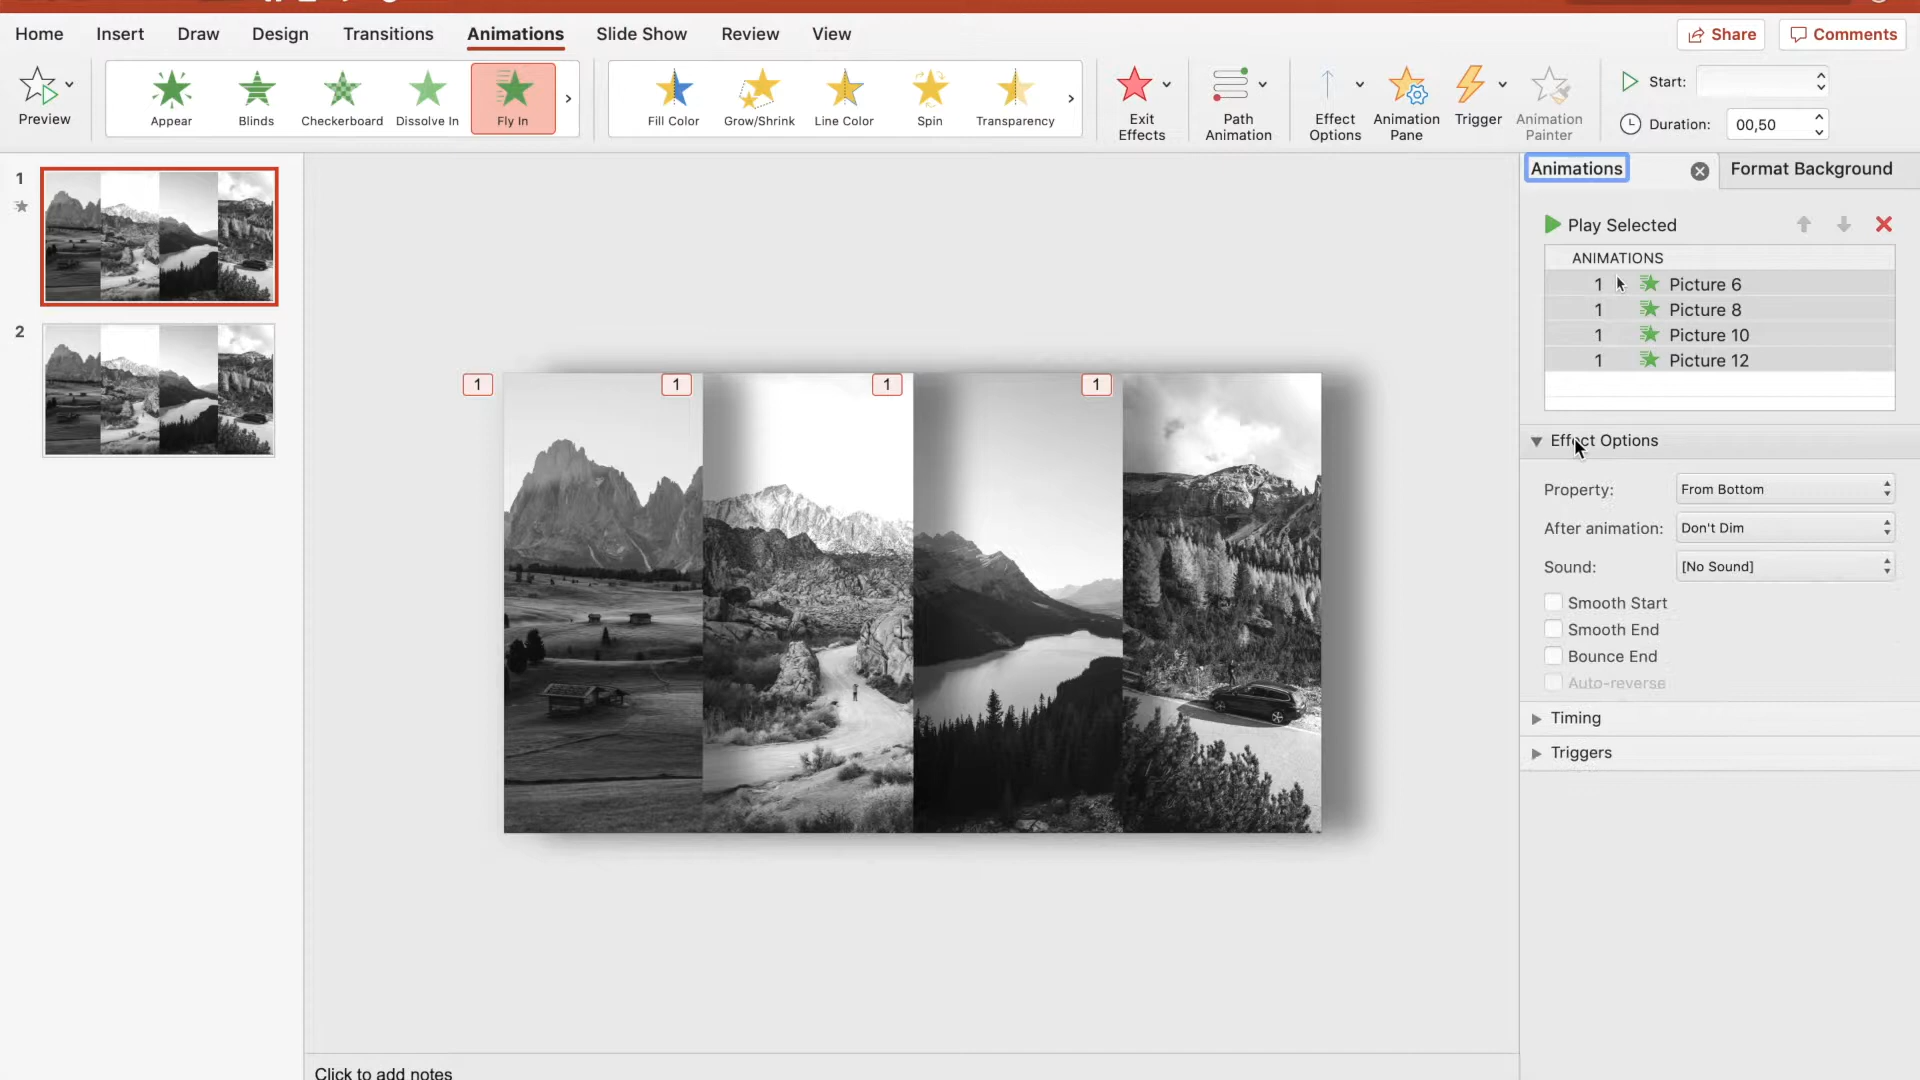 Home Insert Draw Design Transitions Animations Slide Show Review View Share Comments
Preview
Appear Blinds Checkerboard Dissolve In Fly In
Fill Color Grow/Shrink Line Color Spin Transparency
Exit Effects
Path Animation
Effect Options
Animation Pane
Trigger
Animation Painter
Start:
Duration: 00,50
1
2
1 1 1 1
Animations Format Background
Play Selected
ANIMATIONS
1 Picture 6
1 Picture 8
1 Picture 10
1 Picture 12
Effect Options
Property: From Bottom
After animation: Don't Dim
Sound: [No Sound]
Smooth Start
Smooth End
Bounce End
Auto-reverse
Timing
Triggers
Click to add notes